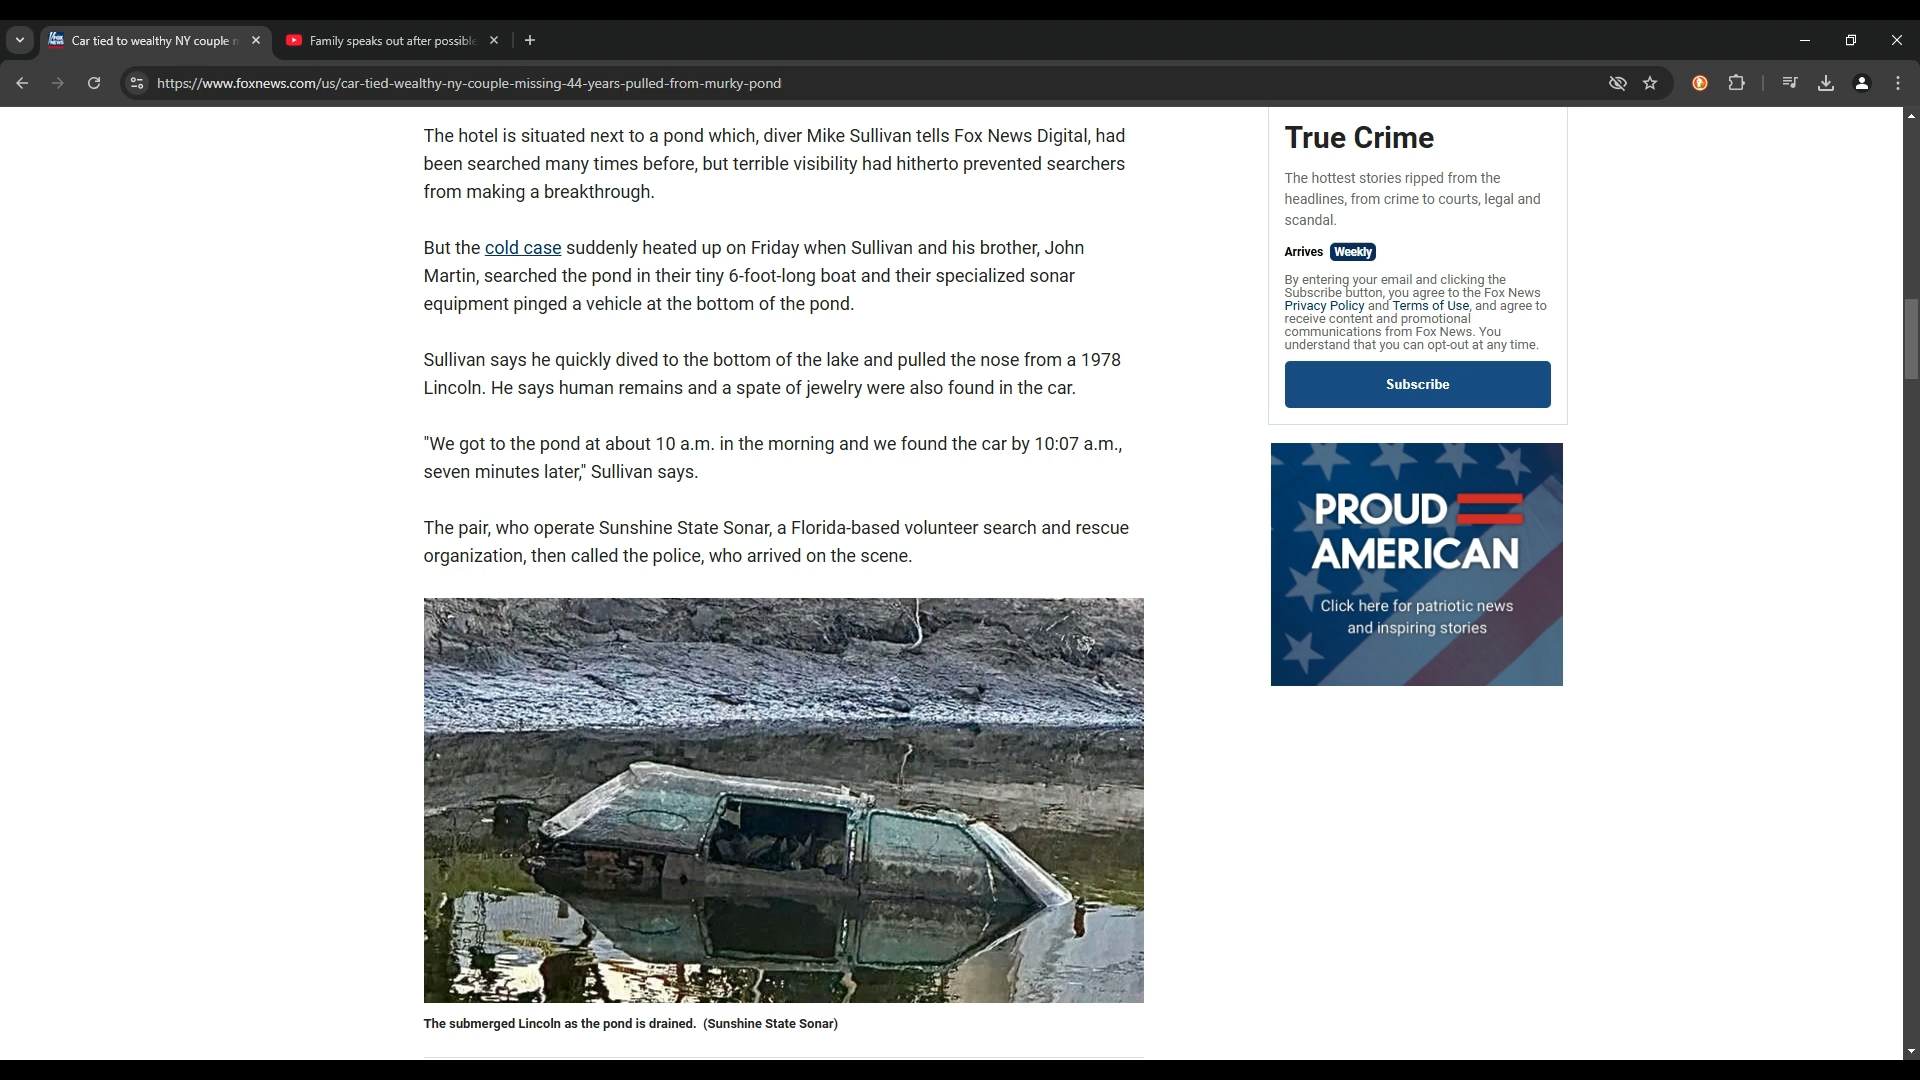 Car tied to wealthy NY couple
Family speaks out after possible
https://www.foxnews.com/us/car-tied-wealthy-ny-couple-missing-44-years-pulled-from-murky-pond
The hotel is situated next to a pond which, diver Mike Sullivan tells Fox News Digital, had
been searched many times before, but terrible visibility had hitherto prevented searchers
from making a breakthrough.
But the cold case suddenly heated up on Friday when Sullivan and his brother, John
Martin, searched the pond in their tiny 6-foot-long boat and their specialized sonar
equipment pinged a vehicle at the bottom of the pond.
Sullivan says he quickly dived to the bottom of the lake and pulled the nose from a 1978
Lincoln. He says human remains and a spate of jewelry were also found in the car.
"We got to the pond at about 10 a.m. in the morning and we found the car by 10:07 a.m.,
seven minutes later," Sullivan says.
The pair, who operate Sunshine State Sonar, a Florida-based volunteer search and rescue
organization, then called the police, who arrived on the scene.
The submerged Lincoln as the pond is drained. (Sunshine State Sonar)
True Crime
The hottest stories ripped from the
headlines, from crime to courts, legal and
scandal.
Arrives Weekly
By entering your email and clicking the
Subscribe button, you agree to the Fox News
Privacy Policy and Terms of Use, and agree to
receive content and promotional
communications from Fox News. You
understand that you can opt-out at any time.
Subscribe
PROUD
AMERICAN
Click here for patriotic news
and inspiring stories